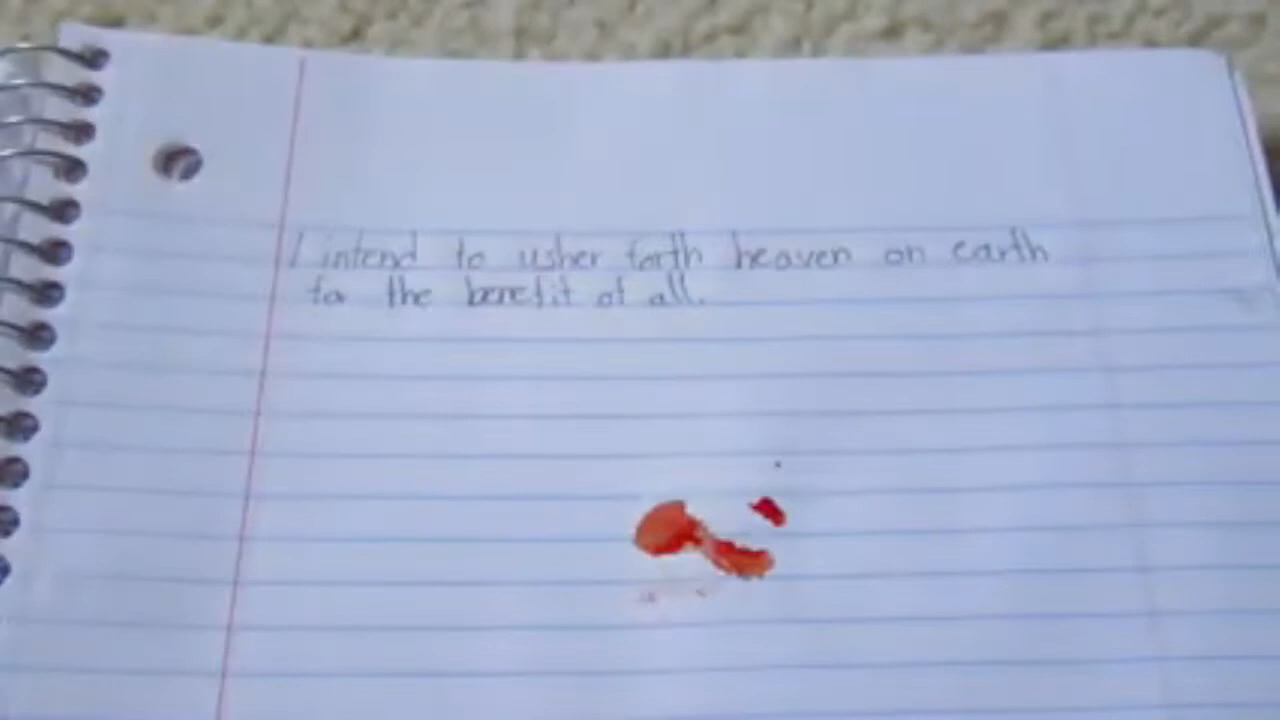 I intend to usher forth heaven on earth
for the benefit of all.